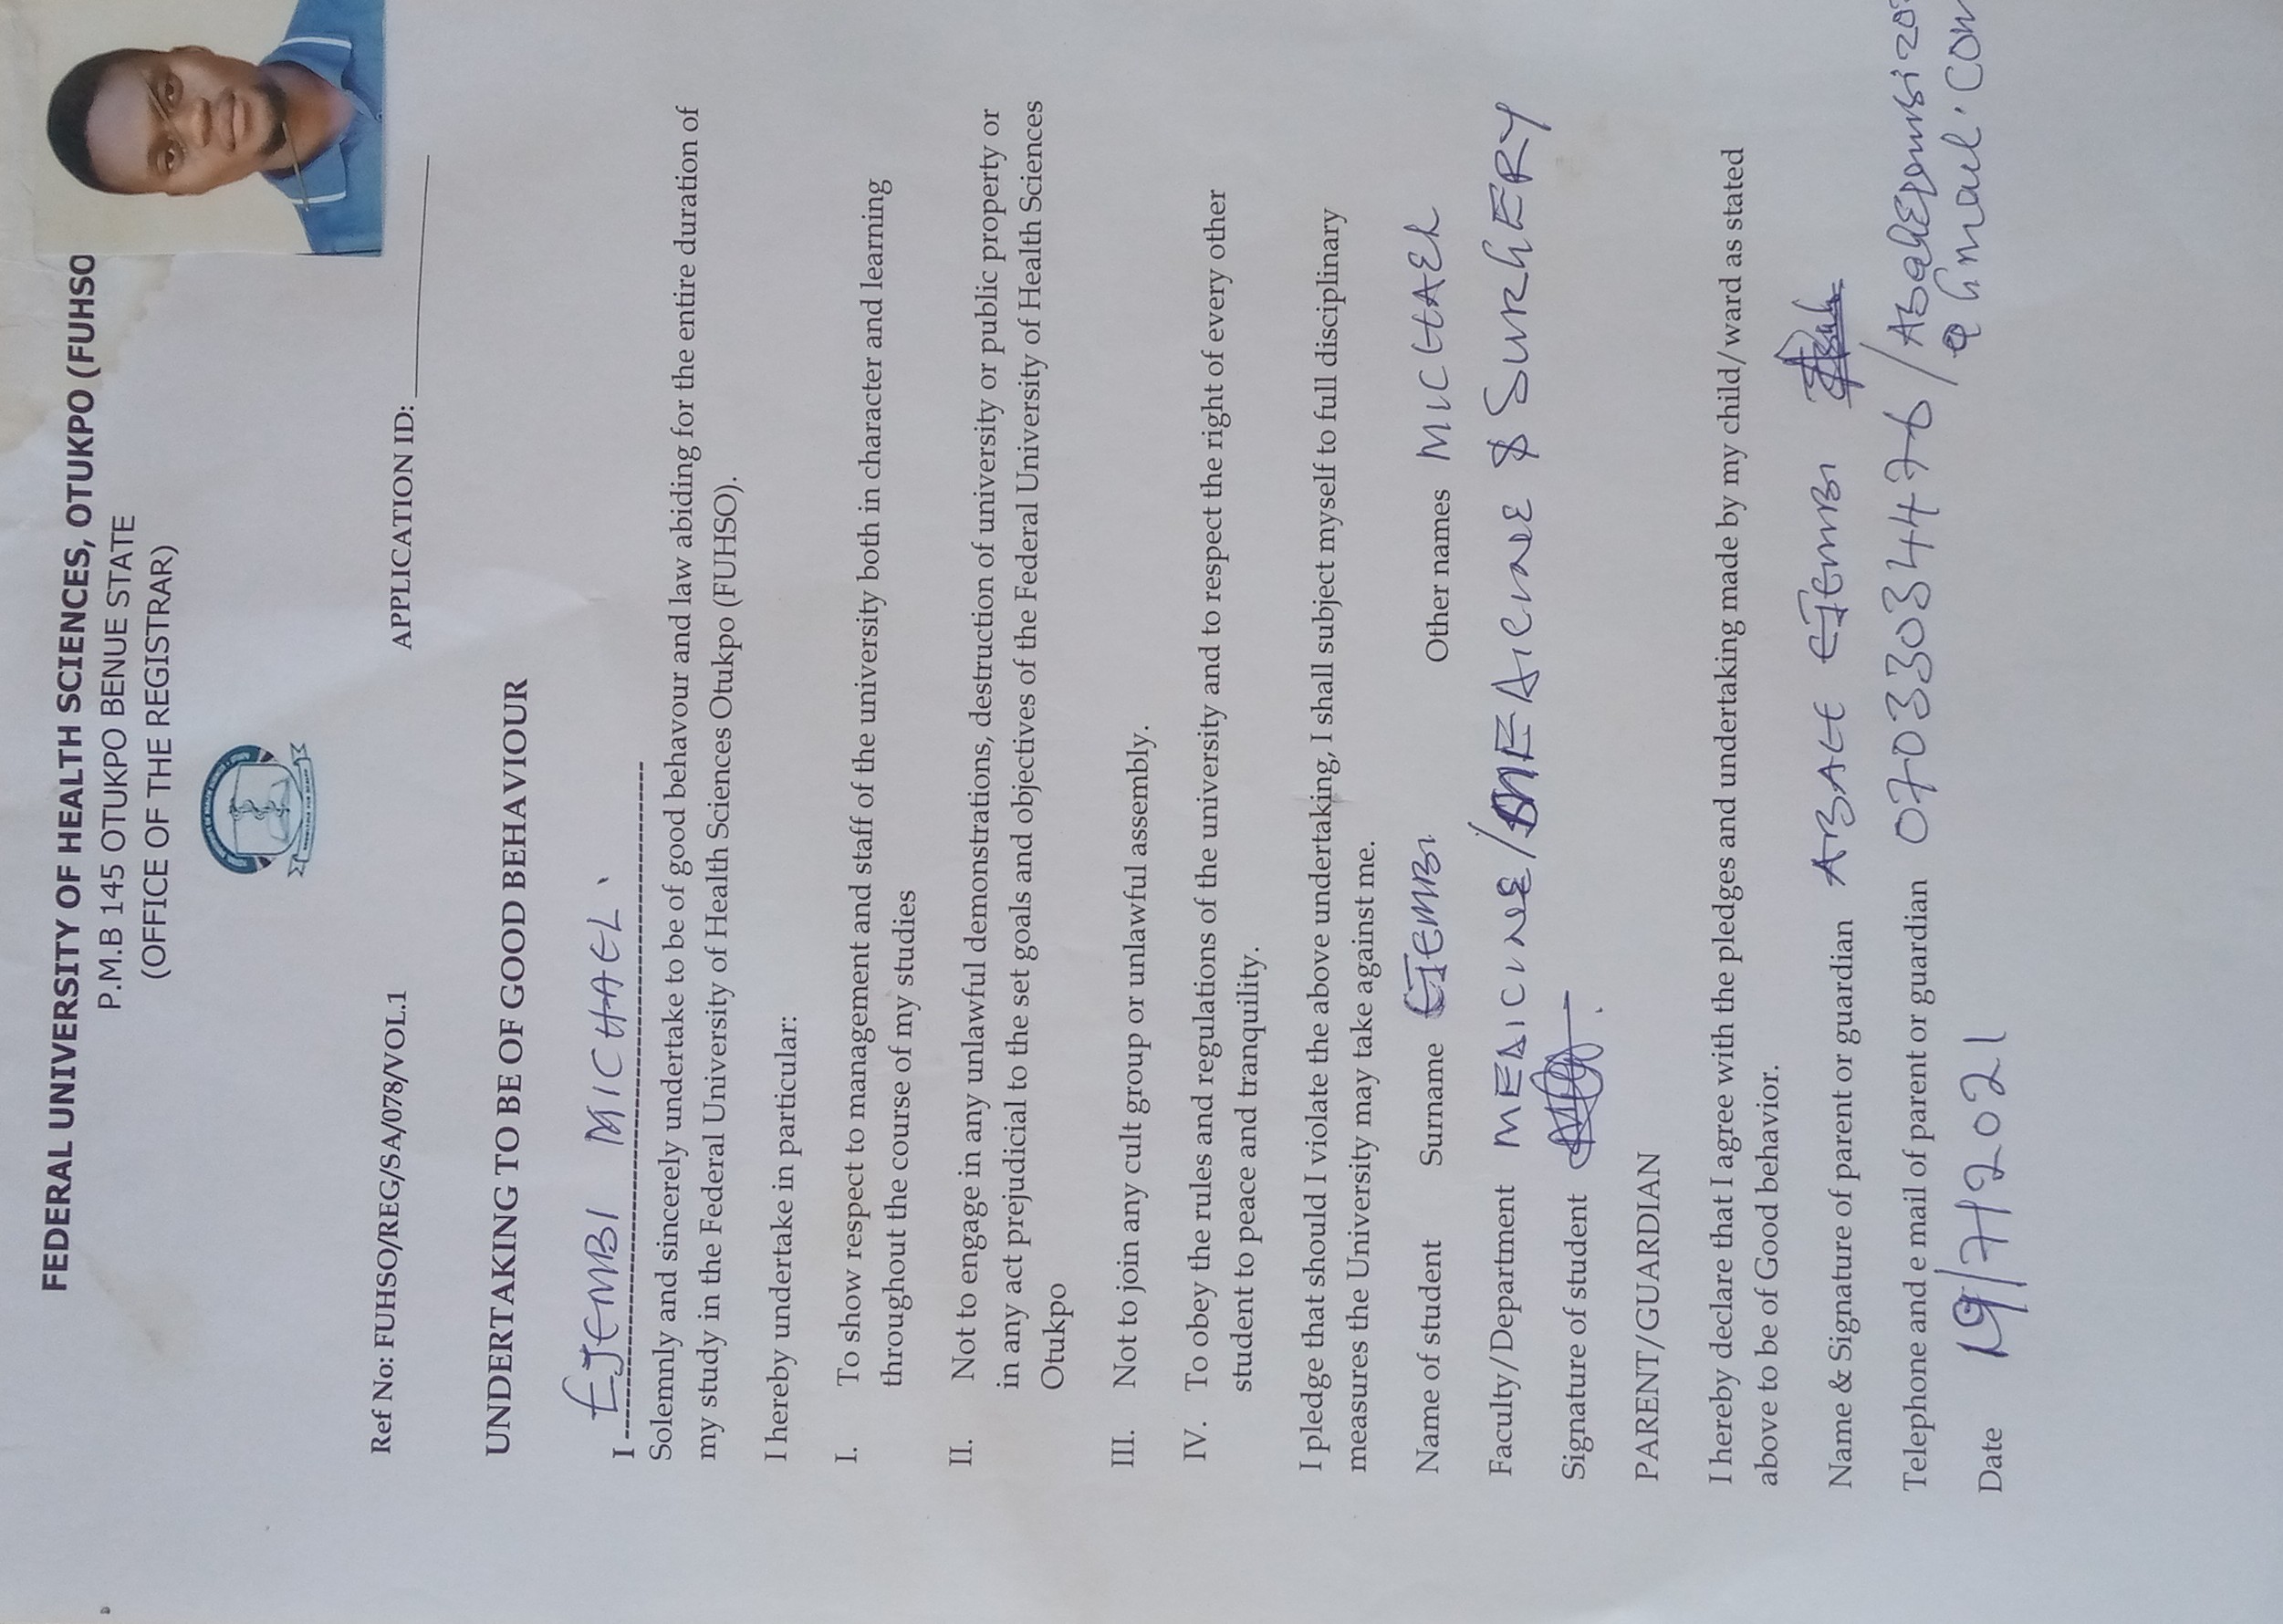 FEDERAL UNIVERSITY OF HEALTH SCIENCES, OTUKPO (FUHSO
P.M.B 145 OTUKPO BENUE STATE
(OFFICE OF THE REGISTRAR)
Ref No: FUHSO/REG/SA/078/VOL.1 APPLICATION ID:
UNDERTAKING TO BE OF GOOD BEHAVIOUR
I EJEMBI MICHAEL
Solemnly and sincerely undertake to be of good behavour and law abiding for the entire duration of
my study in the Federal University of Health Sciences Otukpo (FUHSO).
I hereby undertake in particular:
I. To show respect to management and staff of the university both in character and learning
throughout the course of my studies
II. Not to engage in any unlawful demonstrations, destruction of university or public property or
in any act prejudicial to the set goals and objectives of the Federal University of Health Sciences
Otukpo
III. Not to join any cult group or unlawful assembly.
IV. To obey the rules and regulations of the university and to respect the right of every other
student to peace and tranquility.
I pledge that should I violate the above undertaking, I shall subject myself to full disciplinary
measures the University may take against me.
Name of student Surname EJEMBI Other names MICHAEL
Faculty/Department MEDICINE/MEDICINE & SURGERY
Signature of student
PARENT/GUARDIAN
I hereby declare that I agree with the pledges and undertaking made by my child/ward as stated
above to be of Good behavior.
Name & Signature of parent or guardian ABAH EJEMBI
Telephone and e mail of parent or guardian 07033034476/
@gmail.com
Date 19/7/2021